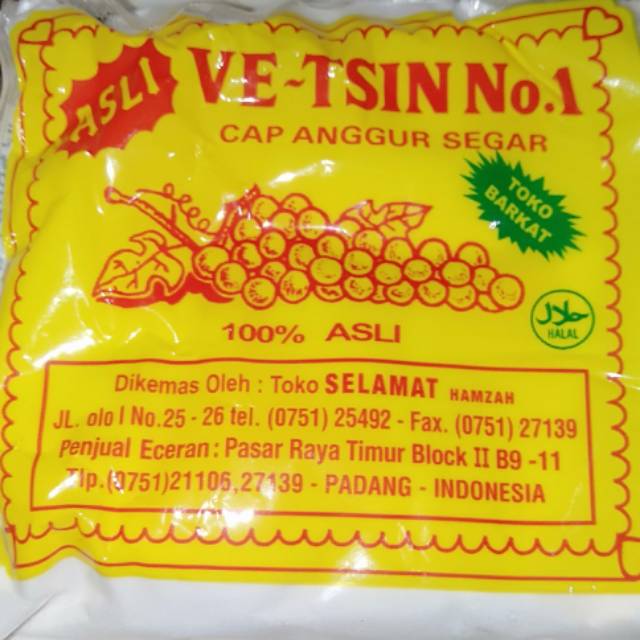 ASLI
VE-TSIN No.1
CAP ANGGUR SEGAR
TOKO
BARKAT
حلال
HALAL
100% ASLI
Dikemas Oleh : Toko SELAMAT HAMZAH
JL. olo I No.25 - 26 tel. (0751) 25492 - Fax. (0751) 27139
Penjual Eceran : Pasar Raya Timur Block II B9 -11
Tlp.(0751)21106,27139 - PADANG - INDONESIA